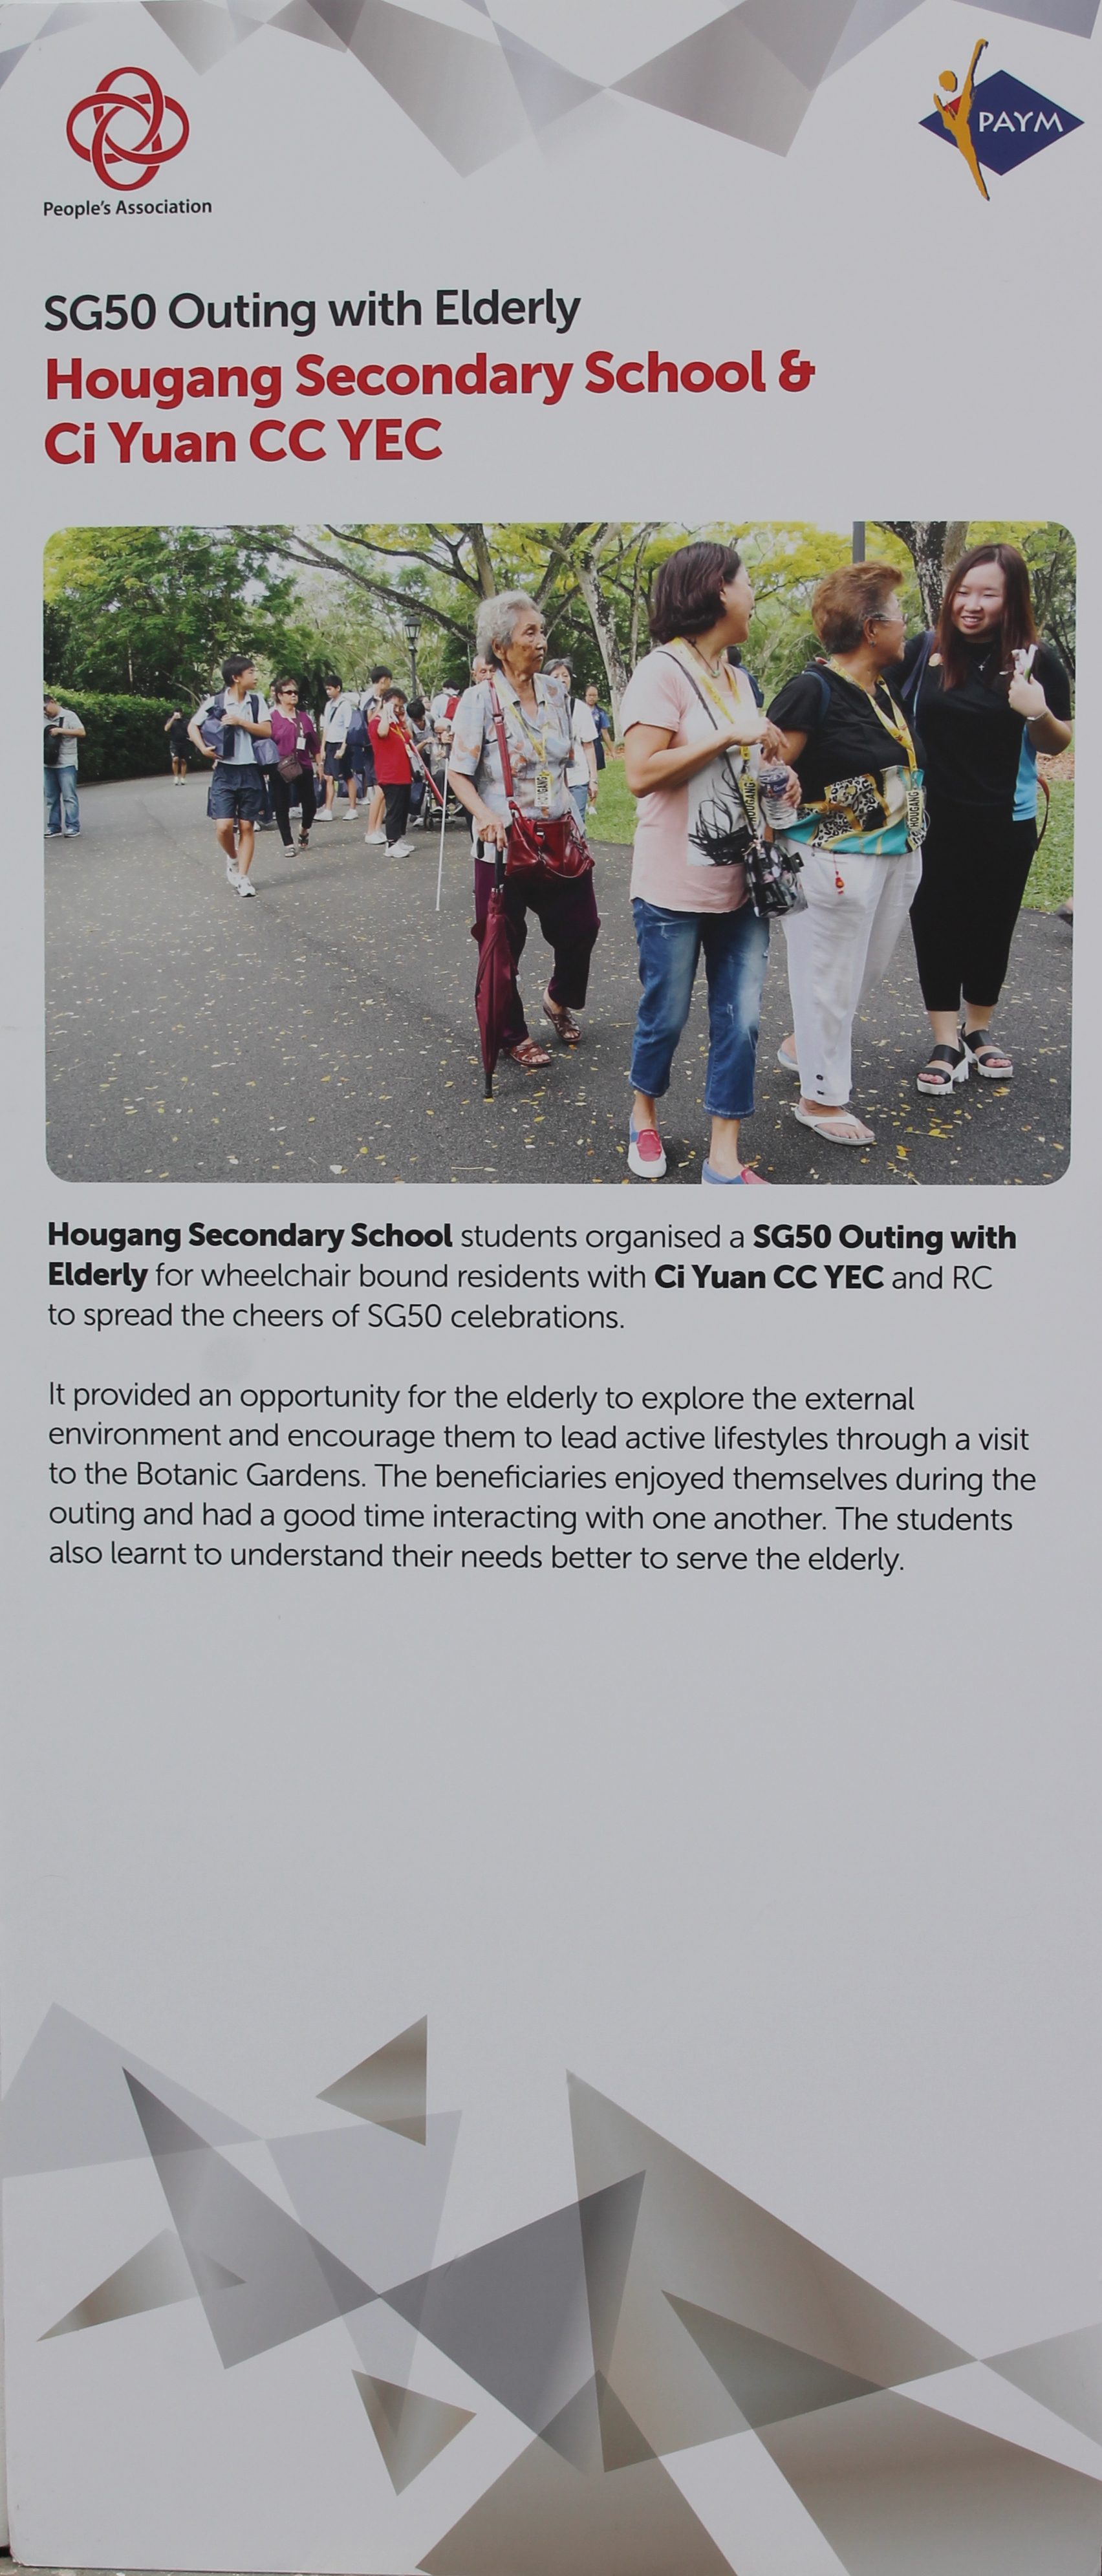 People's Association
PAYM
SG50 Outing with Elderly
Hougang Secondary School &
Ci Yuan CC YEC
HOUGANG
HOUGANG
HOUGANG
Hougang Secondary School students organised a SG50 Outing with
Elderly for wheelchair bound residents with Ci Yuan CC YEC and RC
to spread the cheers of SG50 celebrations.
It provided an opportunity for the elderly to explore the external
environment and encourage them to lead active lifestyles through a visit
to the Botanic Gardens. The beneficiaries enjoyed themselves during the
outing and had a good time interacting with one another. The students
also learnt to understand their needs better to serve the elderly.